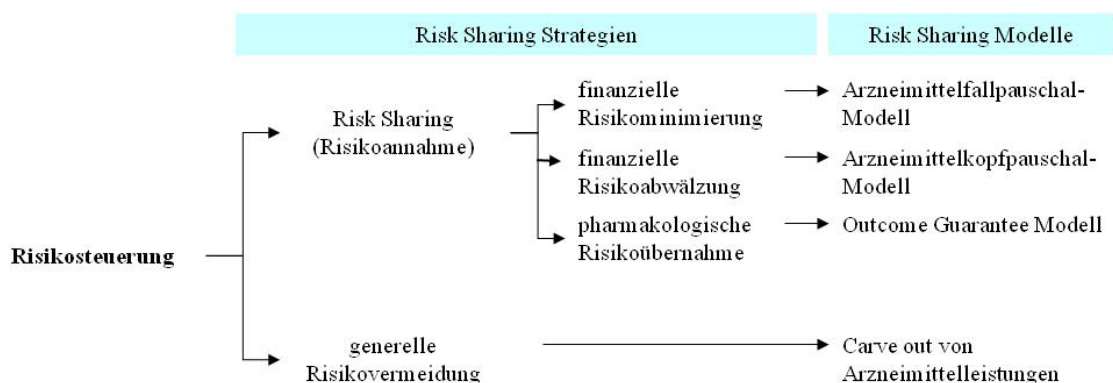 Risk Sharing Strategien
Risk Sharing Modelle
Risk Sharing
(Risikoannahme)
finanzielle
Risikominimierung
Arzneimittelfallpauschal-
Modell
finanzielle
Risikoabwälzung
Arzneimittelkopfpauschal-
Modell
pharmakologische
Risikoübernahme
Outcome Guarantee Modell
Risikosteuerung
generelle
Risikovermeidung
Carve out von
Arzneimittelleistungen